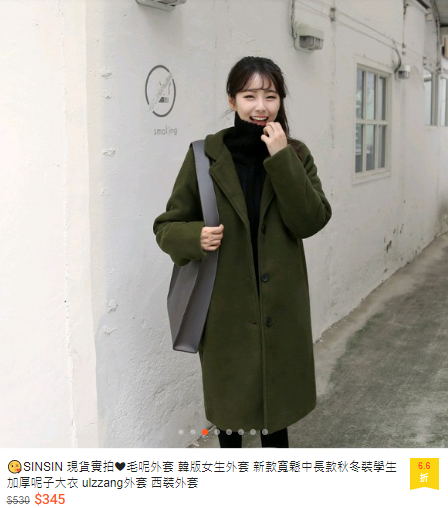 smoking
😋SINSIN 現貨實拍♥毛呢外套 韓版女生外套 新款寬鬆中長款秋冬裝學生
加厚呢子大衣 ulzzang外套 西裝外套
6.6
折
$530 $345